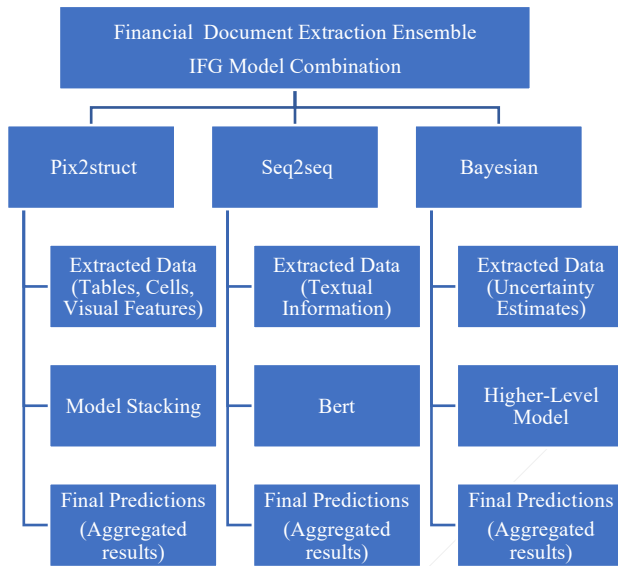 Financial Document Extraction Ensemble
IFG Model Combination
Pix2struct
Seq2seq
Bayesian
Extracted Data
(Tables, Cells,
Visual Features)
Extracted Data
(Textual
Information)
Extracted Data
(Uncertainty
Estimates)
Model Stacking
Bert
Higher-Level
Model
Final Predictions
(Aggregated
results)
Final Predictions
(Aggregated
results)
Final Predictions
(Aggregated
results)